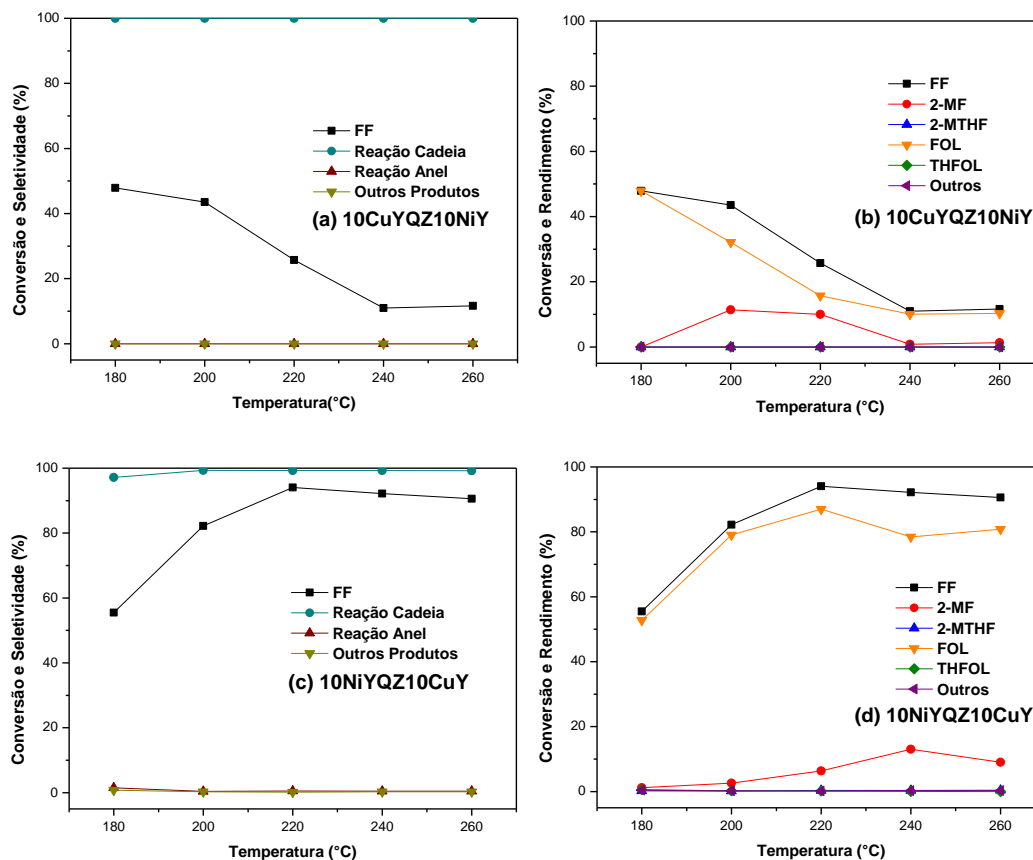 100
80
60
40
20
0
Conversão e Seletividade (%)
FF
Reação Cadeia
Reação Anel
Outros Produtos
(a) 10CuYQZ10NiY
180 200 220 240 260
Temperatura(°C)
100
80
60
40
20
0
Conversão e Rendimento (%)
FF
2-MF
2-MTHF
FOL
THFOL
Outros
(b) 10CuYQZ10NiY
180 200 220 240 260
Temperatura (°C)
100
80
60
40
20
0
Conversão e Seletividade (%)
FF
Reação Cadeia
Reação Anel
Outros Produtos
(c) 10NiYQZ10CuY
180 200 220 240 260
Temperatura (°C)
100
80
60
40
20
0
Conversão e Rendimento (%)
FF
2-MF
2-MTHF
FOL
THFOL
Outros
(d) 10NiYQZ10CuY
180 200 220 240 260
Temperatura (°C)